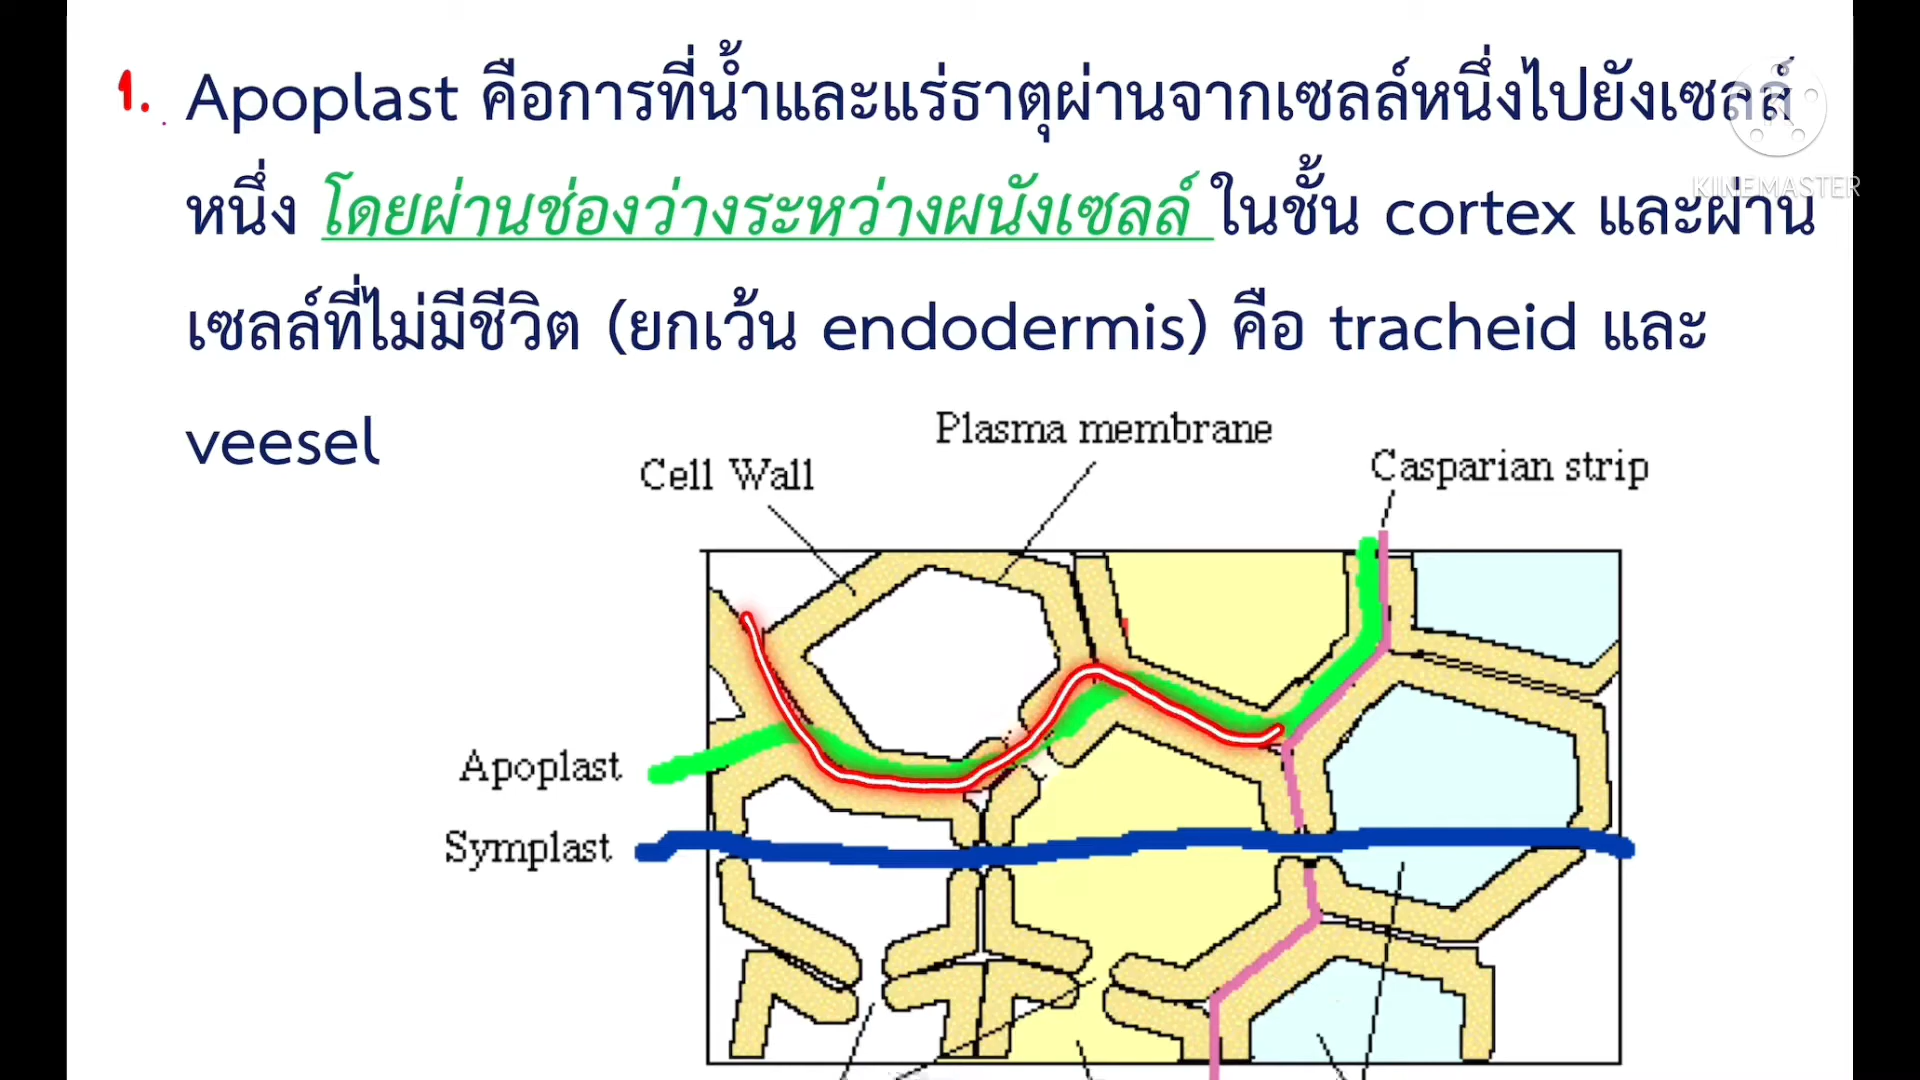 1. Apoplast คือการที่น้ำและแร่ธาตุผ่านจากเซลล์หนึ่งไปยังเซลล์
หนึ่ง โดยผ่านช่องว่างระหว่างผนังเซลล์ ในชั้น cortex และผ่าน
KINEMASTER
เซลล์ที่ไม่มีชีวิต (ยกเว้น endodermis) คือ tracheid และ
veesel
Plasma membrane
Cell Wall
Casparian strip
Apoplast
Symplast